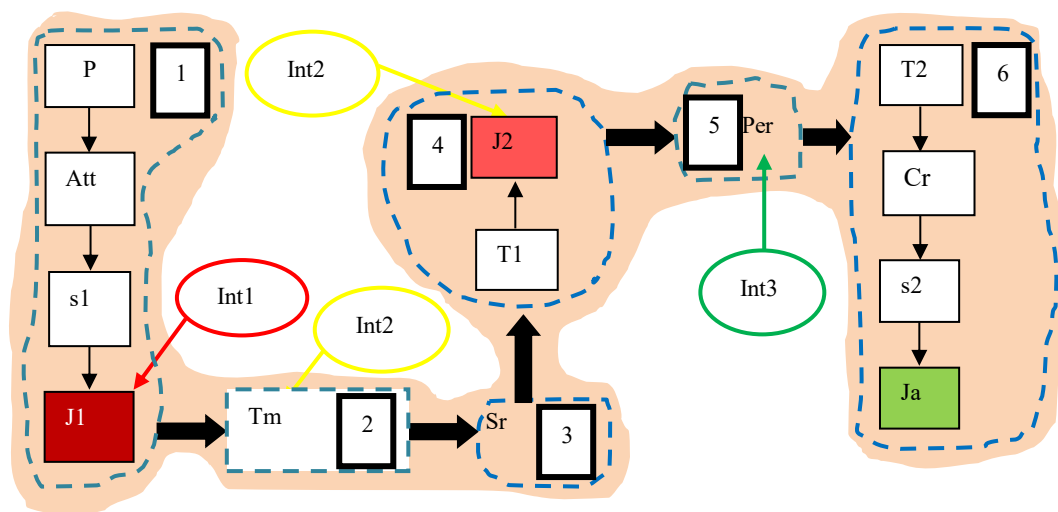 P
1
Att
s1
J1
Int1
Int2
Tm
2
Sr
3
Int2
4
J2
T1
5
Per
Int3
T2
6
Cr
s2
Ja